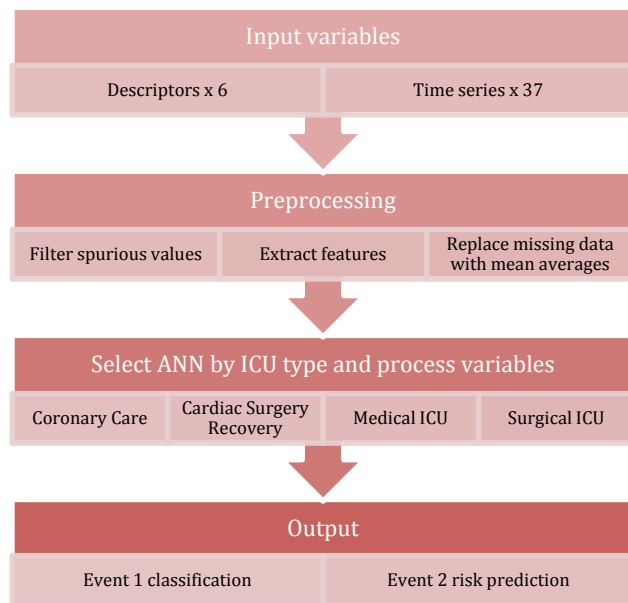 Input variables
Descriptors x 6
Time series x 37
Preprocessing
Filter spurious values
Extract features
Replace missing data
with mean averages
Select ANN by ICU type and process variables
Coronary Care
Cardiac Surgery
Recovery
Medical ICU
Surgical ICU
Output
Event 1 classification
Event 2 risk prediction